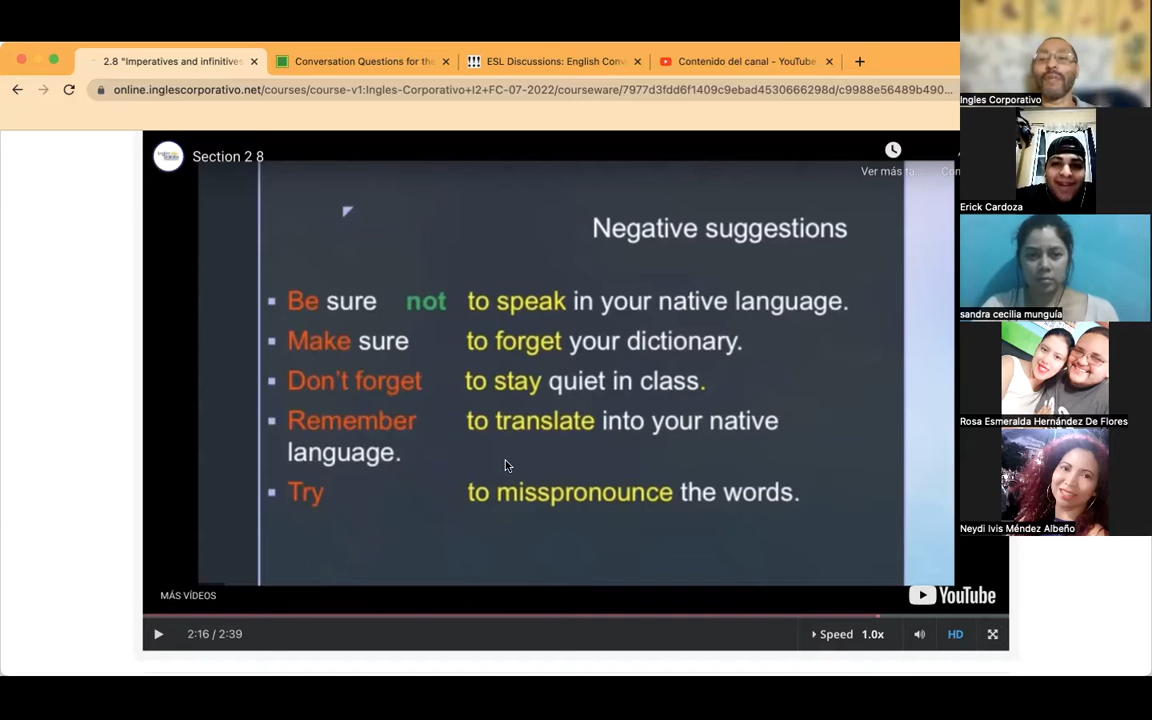 2.8 "Imperatives and infinitives
Conversation Questions for the
ESL Discussions: English Conv
Contenido del canal - YouTube
online.inglescorporativo.net/courses/course-v1:Ingles-Corporativo+I2+FC-07-2022/courseware/7977d3fdd6f1409c9ebad4530666298d/c9988e56489b490...
Section 2 8
Ver más ta...
Negative suggestions
Be sure not to speak in your native language.
Make sure to forget your dictionary.
Don't forget to stay quiet in class.
Remember to translate into your native
language.
Try to misspronounce the words.
MÁS VÍDEOS
YouTube
2:16 / 2:39
Speed 1.0x
HD
Ingles Corporativo
Erick Cardoza
sandra cecilia munguía
Rosa Esmeralda Hernández De Flores
Neydi Ivis Méndez Albeño